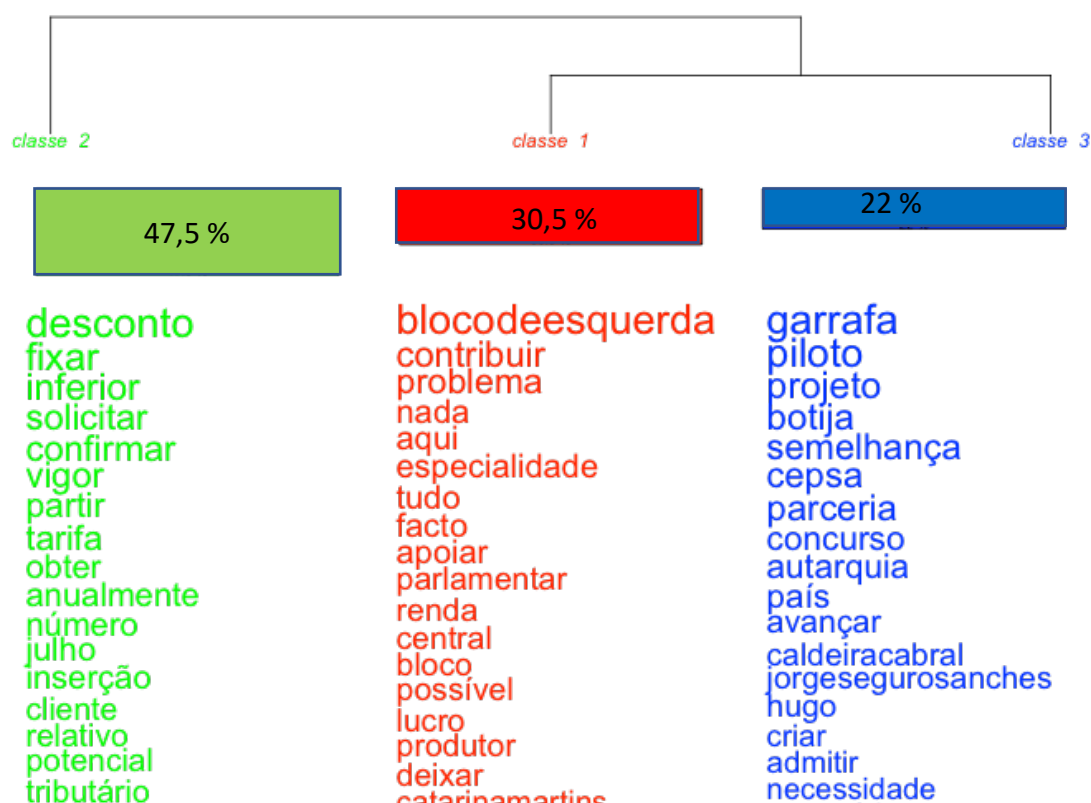 classe 2
classe 1
classe 3
47,5 %
30,5 %
22 %
desconto
fixar
inferior
solicitar
confirmar
vigor
partir
tarifa
obter
anualmente
número
julho
inserção
cliente
relativo
potencial
tributário
blocodeesquerda
contribuir
problema
nada
aqui
especialidade
tudo
facto
apoiar
parlamentar
renda
central
bloco
possível
lucro
produtor
deixar
catarinamartins
garrafa
piloto
projeto
botija
semelhança
cepsa
parceria
concurso
autarquia
país
avançar
caldeiracabral
jorgesegurosanches
hugo
criar
admitir
necessidade